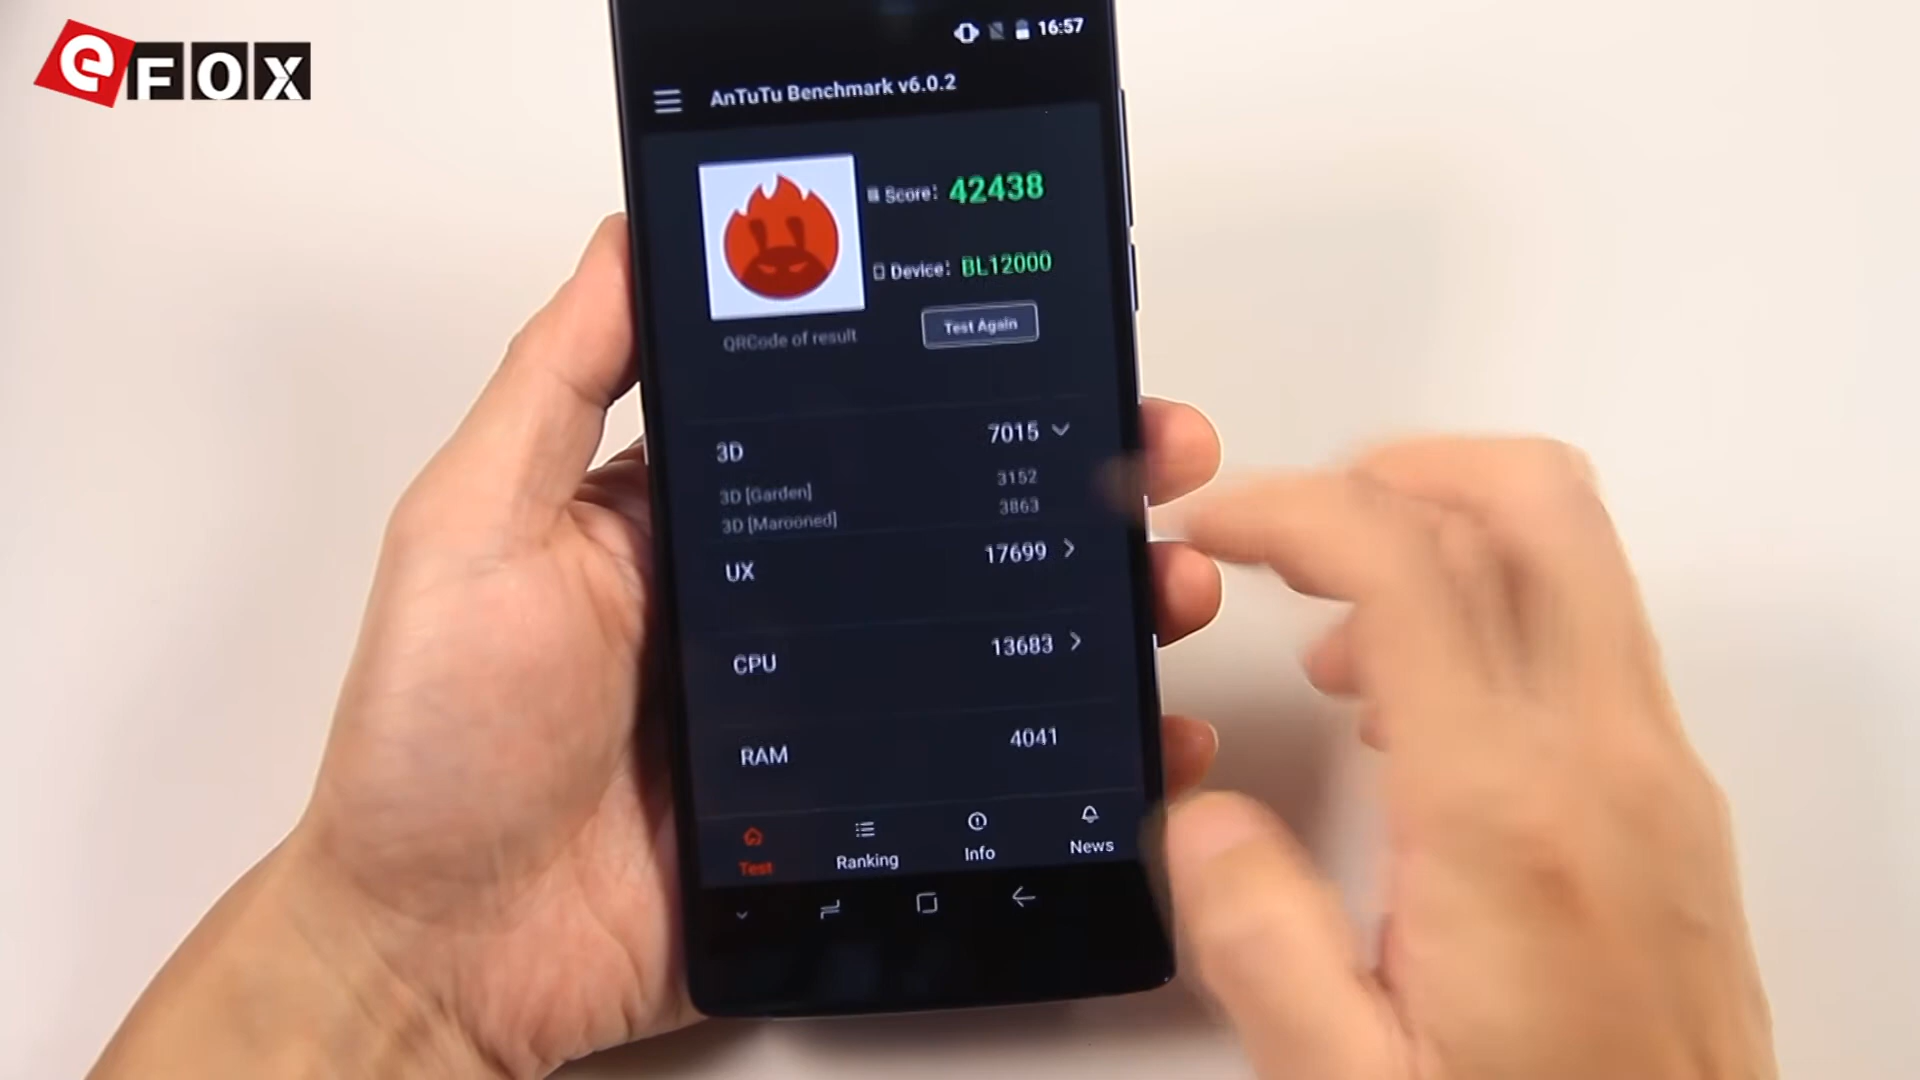 eFOX
16:57
AnTuTu Benchmark v6.0.2
Score: 42438
Device: BL12000
Test Again
QRCode of result
3D 7015
3D [Garden] 3152
3D [Marooned] 3863
UX 17699
CPU 13683
RAM 4041
Test Ranking Info News